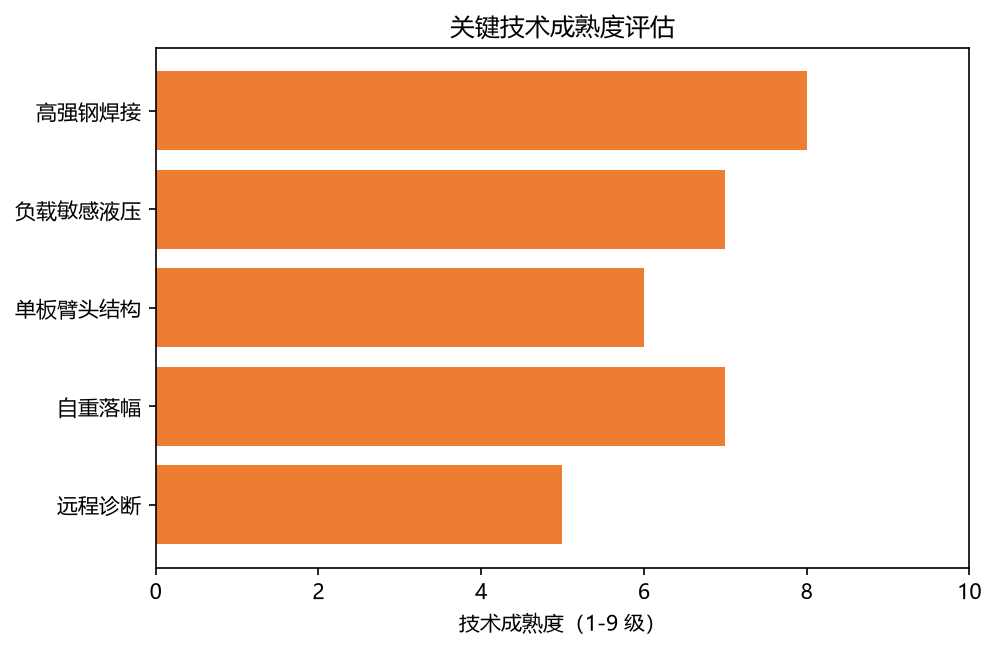 关键技术成熟度评估
高强钢焊接
负载敏感液压
单板臂头结构
自重落幅
远程诊断
0 2 4 6 8 10
技术成熟度（1-9 级）